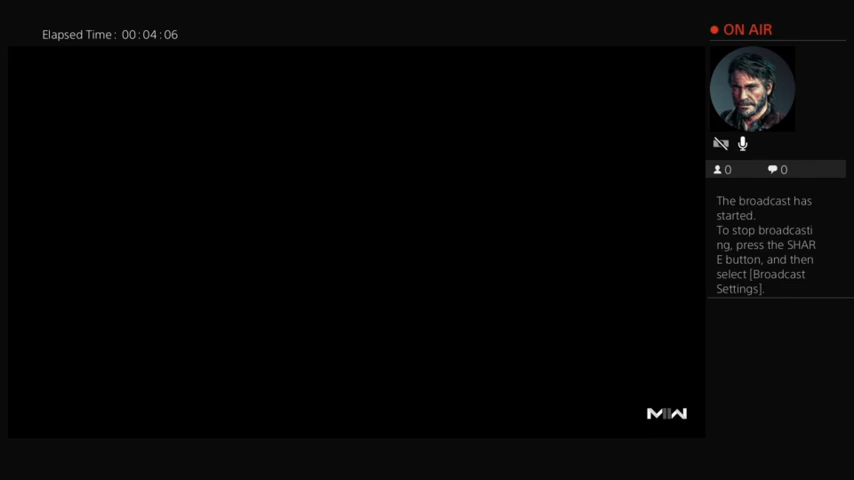 Elapsed Time: 00:04:06
ON AIR
0
0
The broadcast has
started.
To stop broadcasti
ng, press the SHAR
E button, and then
select [Broadcast
Settings].
MIIW